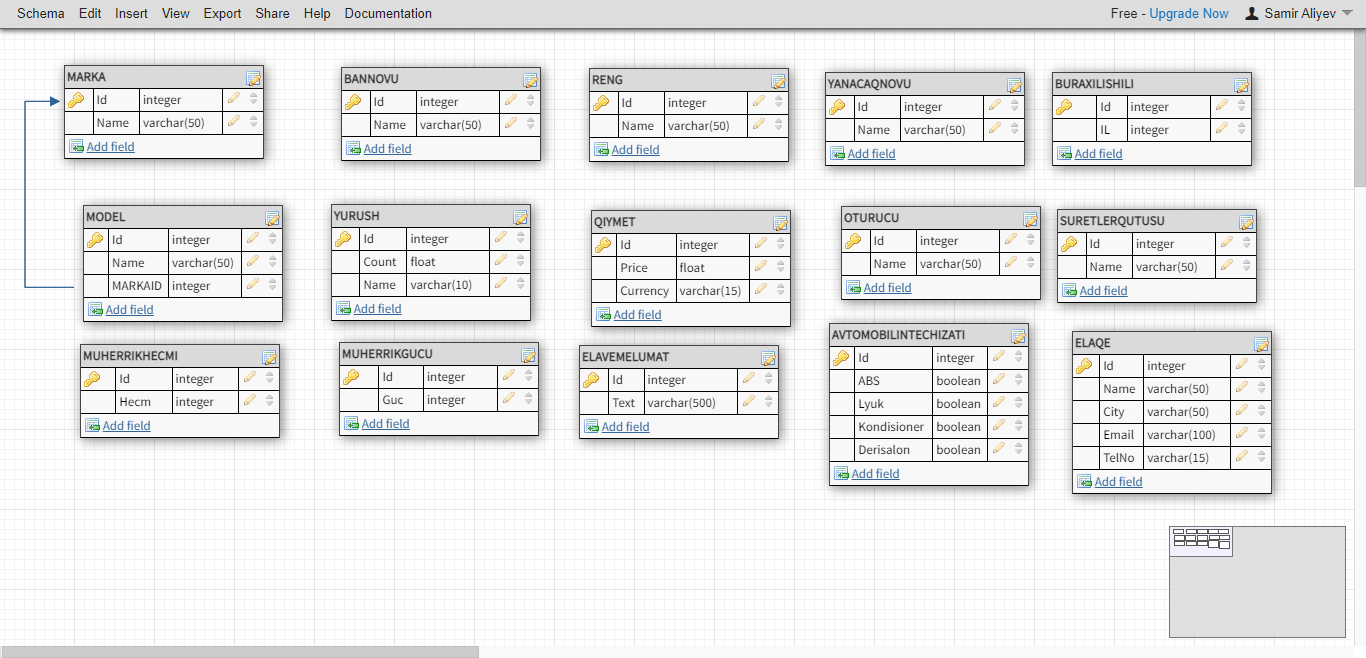 Schema Edit Insert View Export Share Help Documentation Free - Upgrade Now Samir Aliyev
MARKA
Id integer
Name varchar(50)
Add field
BANNOVU
Id integer
Name varchar(50)
Add field
RENG
Id integer
Name varchar(50)
Add field
YANACAQNOVU
Id integer
Name varchar(50)
Add field
BURAXILISHILI
Id integer
IL integer
Add field
MODEL
Id integer
Name varchar(50)
MARKAID integer
Add field
YURUSH
Id integer
Count float
Name varchar(10)
Add field
QIYMET
Id integer
Price float
Currency varchar(15)
Add field
OTURUCU
Id integer
Name varchar(50)
Add field
SURETLERQUTUSU
Id integer
Name varchar(50)
Add field
MUHERRIKHECMI
Id integer
Hecm integer
Add field
MUHERRIKGUCU
Id integer
Guc integer
Add field
ELAVEMELUMAT
Id integer
Text varchar(500)
Add field
AVTOMOBILINTECHIZATI
Id integer
ABS boolean
Lyuk boolean
Kondisioner boolean
Derisalon boolean
Add field
ELAQE
Id integer
Name varchar(50)
City varchar(50)
Email varchar(100)
TelNo varchar(15)
Add field